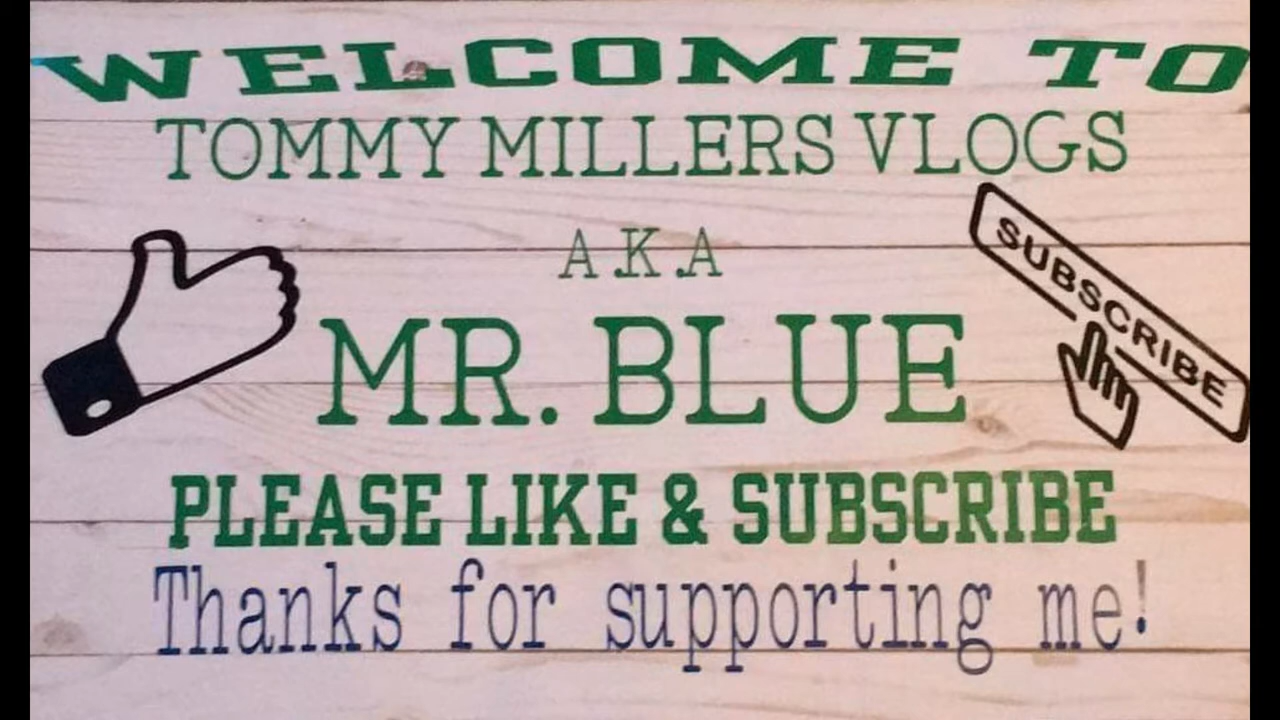 WELCOME TO
TOMMY MILLERS VLOGS
A.K.A
MR. BLUE
SUBSCRIBE
PLEASE LIKE & SUBSCRIBE
Thanks for supporting me!